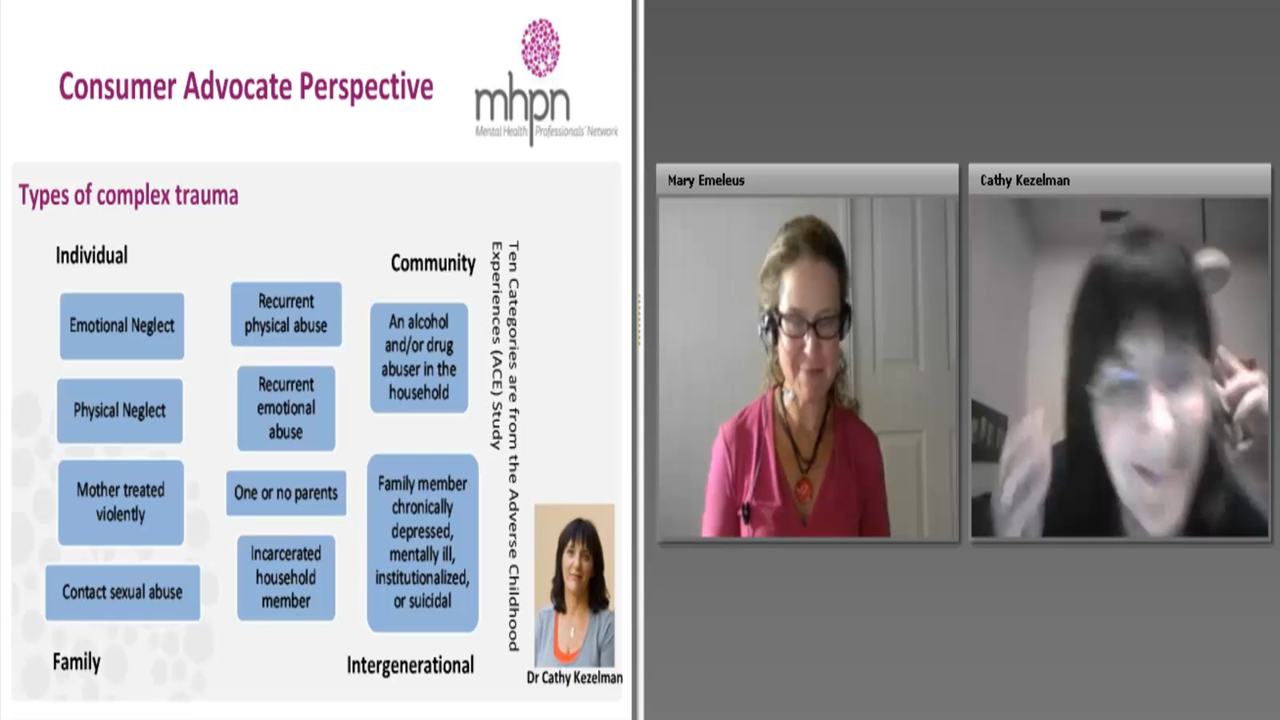 Consumer Advocate Perspective
mhpn
Mental Health Professionals' Network
Types of complex trauma
Individual
Community
Emotional Neglect
Physical Neglect
Mother treated
violently
Contact sexual abuse
Recurrent
physical abuse
Recurrent
emotional
abuse
One or no parents
Incarcerated
household
member
An alcohol
and/or drug
abuser in the
household
Family member
chronically
depressed,
mentally ill,
institutionalized,
or suicidal
Ten Categories are from the Adverse Childhood
Experiences (ACE) Study
Family
Intergenerational
Dr Cathy Kezelman
Mary Emeleus
Cathy Kezelman